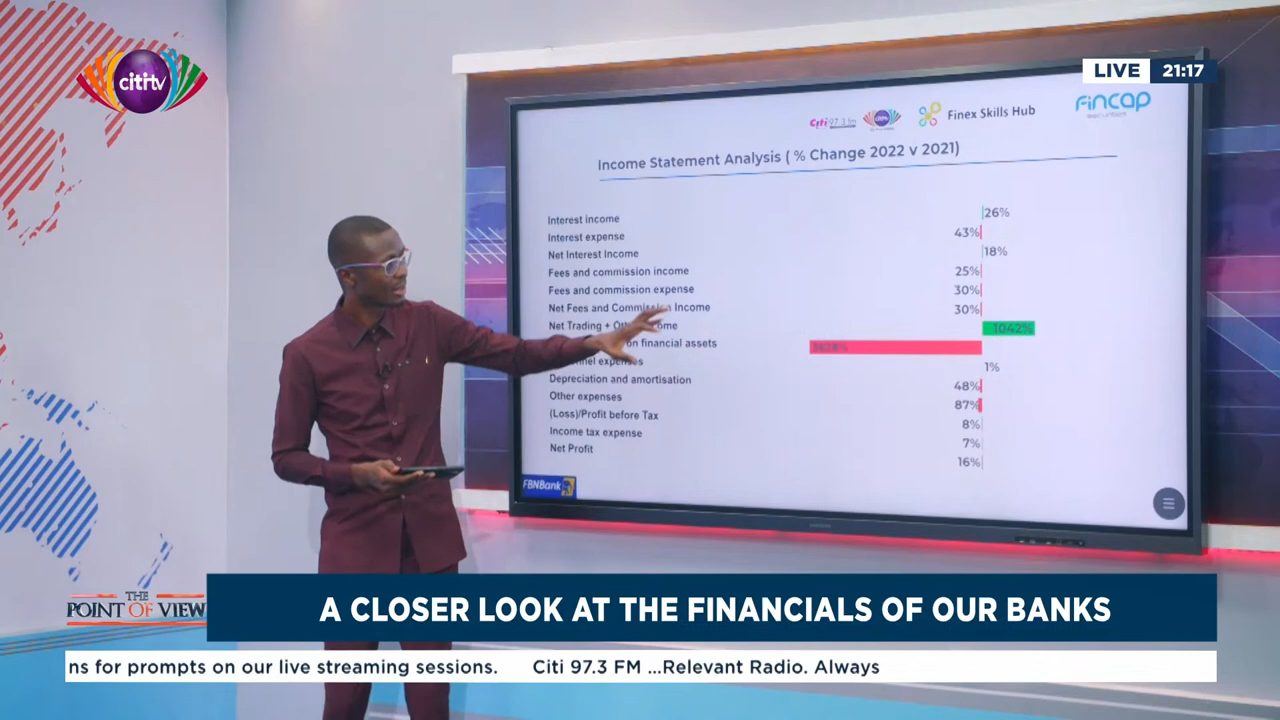 citi tv
LIVE 21:17
Citi 97.3 fm
Finex Skills Hub
fincap
securities
Income Statement Analysis ( % Change 2022 v 2021)
Interest income 26%
Interest expense 43%
Net Interest Income 18%
Fees and commission income 25%
Fees and commission expense 30%
Net Fees and Commission Income 30%
Net Trading + Oth ome 1042%
on financial assets
nnel expenses 1%
Depreciation and amortisation 48%
Other expenses 87%
(Loss)/Profit before Tax 8%
Income tax expense 7%
Net Profit 16%
FBNBank
THE
POINT OF VIEW
A CLOSER LOOK AT THE FINANCIALS OF OUR BANKS
ns for prompts on our live streaming sessions. Citi 97.3 FM ...Relevant Radio. Always